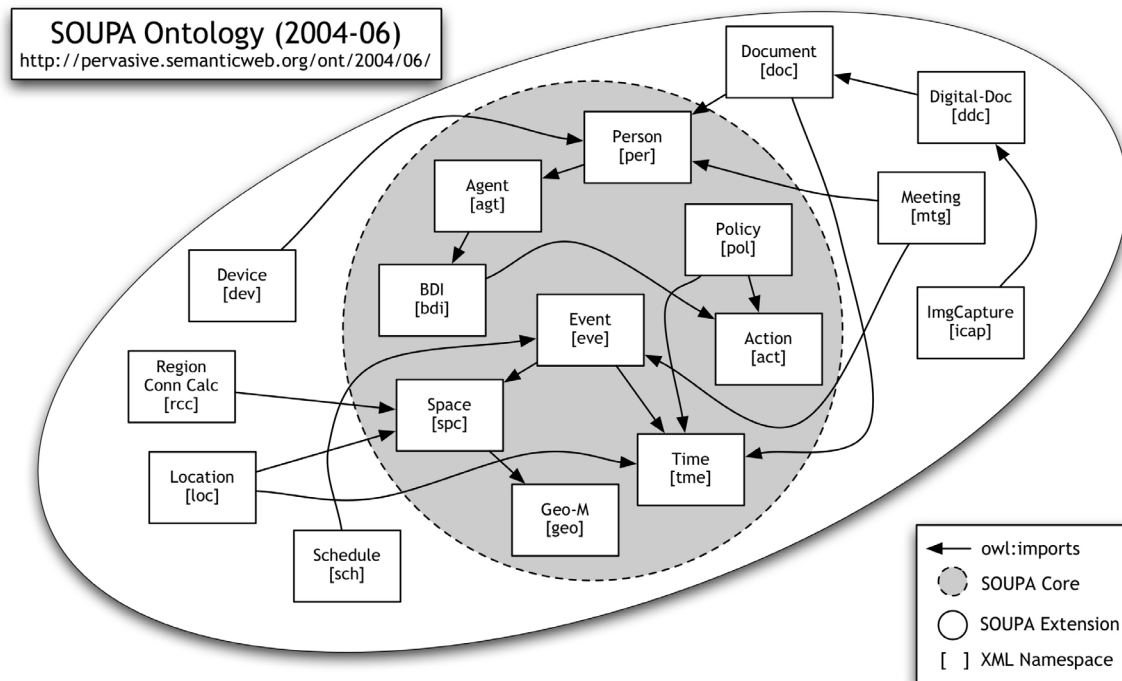 SOUPA Ontology (2004-06)
http://pervasive.semanticweb.org/ont/2004/06/
Document
[doc]
Digital-Doc
[ddc]
Person
[per]
Agent
[agt]
Meeting
[mtg]
Policy
[pol]
Device
[dev]
BDI
[bdi]
Event
[eve]
Action
[act]
ImgCapture
[icap]
Region
Conn Calc
[rcc]
Space
[spc]
Location
[loc]
Time
[tme]
Geo-M
[geo]
Schedule
[sch]
owl:imports
SOUPA Core
SOUPA Extension
[ ] XML Namespace